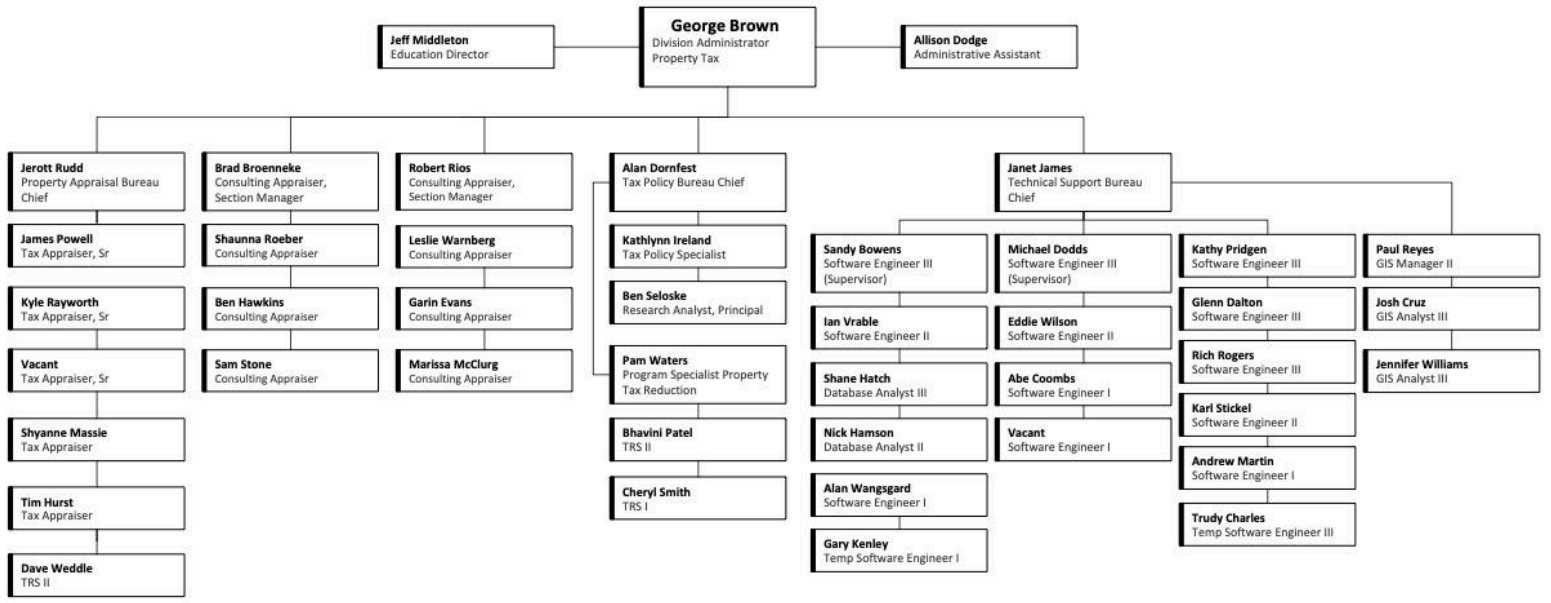 George Brown
Division Administrator
Property Tax
Jeff Middleton
Education Director
Allison Dodge
Administrative Assistant
Jerott Rudd
Property Appraisal Bureau
Chief
James Powell
Tax Appraiser, Sr
Kyle Rayworth
Tax Appraiser, Sr
Vacant
Tax Appraiser, Sr
Shyanne Massie
Tax Appraiser
Tim Hurst
Tax Appraiser
Dave Weddle
TRS II
Brad Broenneke
Consulting Appraiser,
Section Manager
Shaunna Roeber
Consulting Appraiser
Ben Hawkins
Consulting Appraiser
Sam Stone
Consulting Appraiser
Robert Rios
Consulting Appraiser,
Section Manager
Leslie Warnberg
Consulting Appraiser
Garin Evans
Consulting Appraiser
Marissa McClurg
Consulting Appraiser
Alan Dornfest
Tax Policy Bureau Chief
Kathlynn Ireland
Tax Policy Specialist
Ben Seloske
Research Analyst, Principal
Pam Waters
Program Specialist Property
Tax Reduction
Bhavini Patel
TRS II
Cheryl Smith
TRS I
Janet James
Technical Support Bureau
Chief
Sandy Bowens
Software Engineer III
(Supervisor)
Ian Vrable
Software Engineer II
Shane Hatch
Database Analyst III
Nick Hamson
Database Analyst II
Alan Wangsgard
Software Engineer I
Gary Kenley
Temp Software Engineer I
Michael Dodds
Software Engineer III
(Supervisor)
Eddie Wilson
Software Engineer II
Abe Coombs
Software Engineer I
Vacant
Software Engineer I
Kathy Pridgen
Software Engineer III
Glenn Dalton
Software Engineer III
Rich Rogers
Software Engineer III
Karl Stickel
Software Engineer II
Andrew Martin
Software Engineer I
Trudy Charles
Temp Software Engineer III
Paul Reyes
GIS Manager II
Josh Cruz
GIS Analyst III
Jennifer Williams
GIS Analyst III